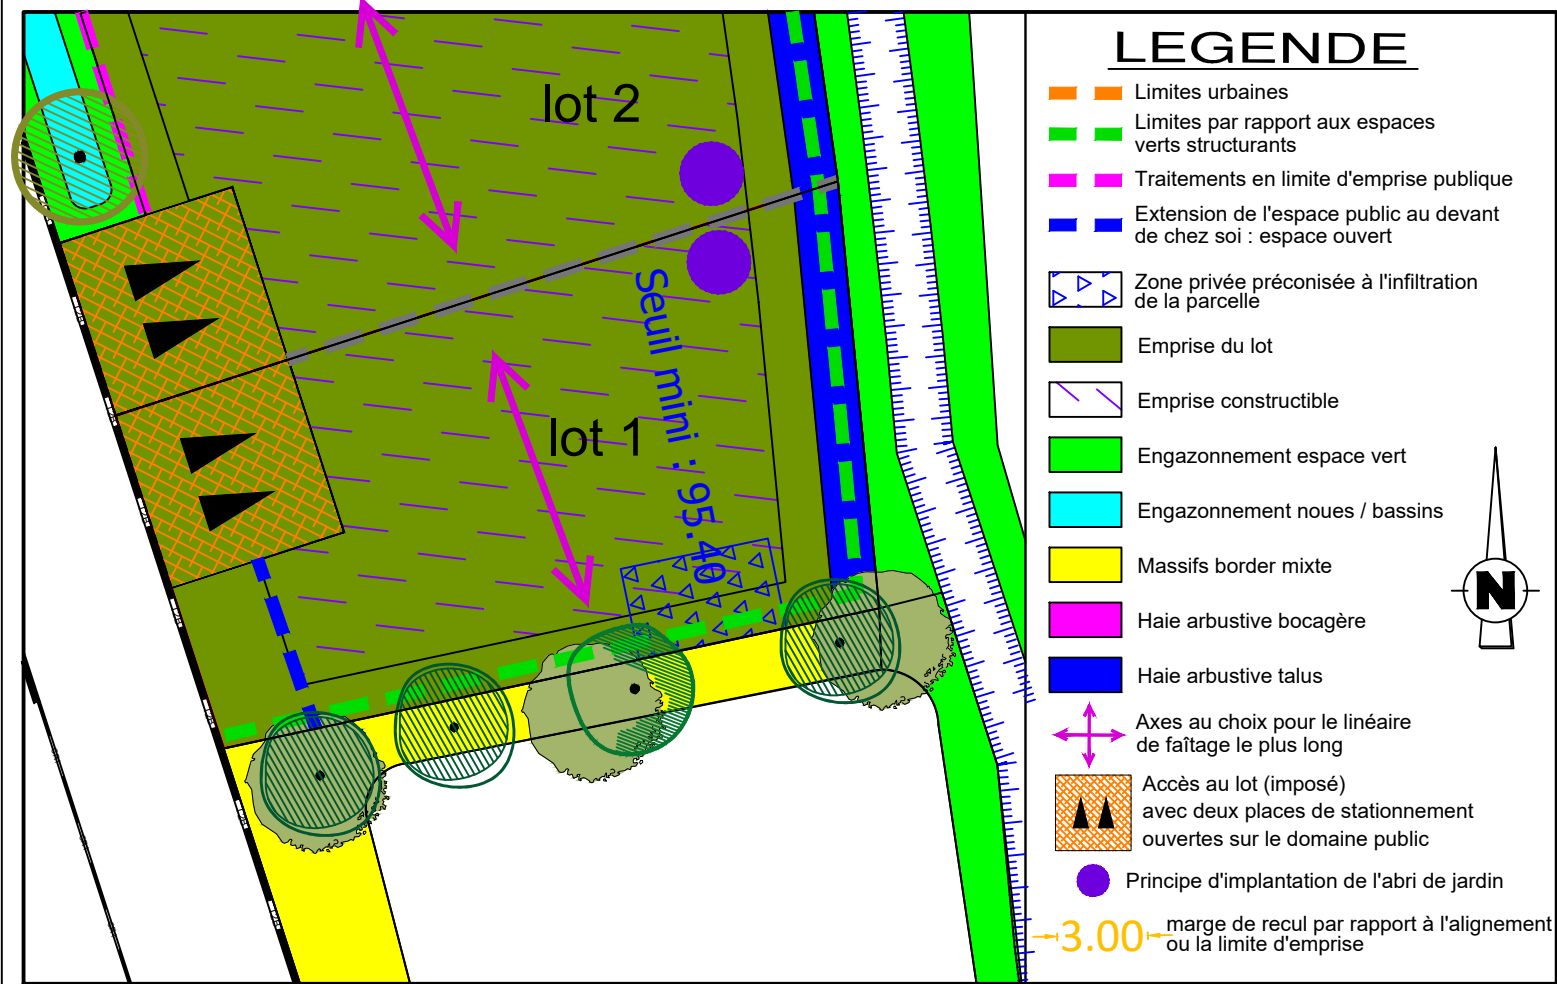 lot 2
Seuil mini : 95.40
lot 1
LEGENDE
Limites urbaines
Limites par rapport aux espaces
verts structurants
Traitements en limite d'emprise publique
Extension de l'espace public au devant
de chez soi : espace ouvert
Zone privée préconisée à l'infiltration
de la parcelle
Emprise du lot
Emprise constructible
Engazonnement espace vert
Engazonnement noues / bassins
Massifs border mixte
Haie arbustive bocagère
Haie arbustive talus
Axes au choix pour le linéaire
de faîtage le plus long
Accès au lot (imposé)
avec deux places de stationnement
ouvertes sur le domaine public
Principe d'implantation de l'abri de jardin
3.00
marge de recul par rapport à l'alignement
ou la limite d'emprise
N